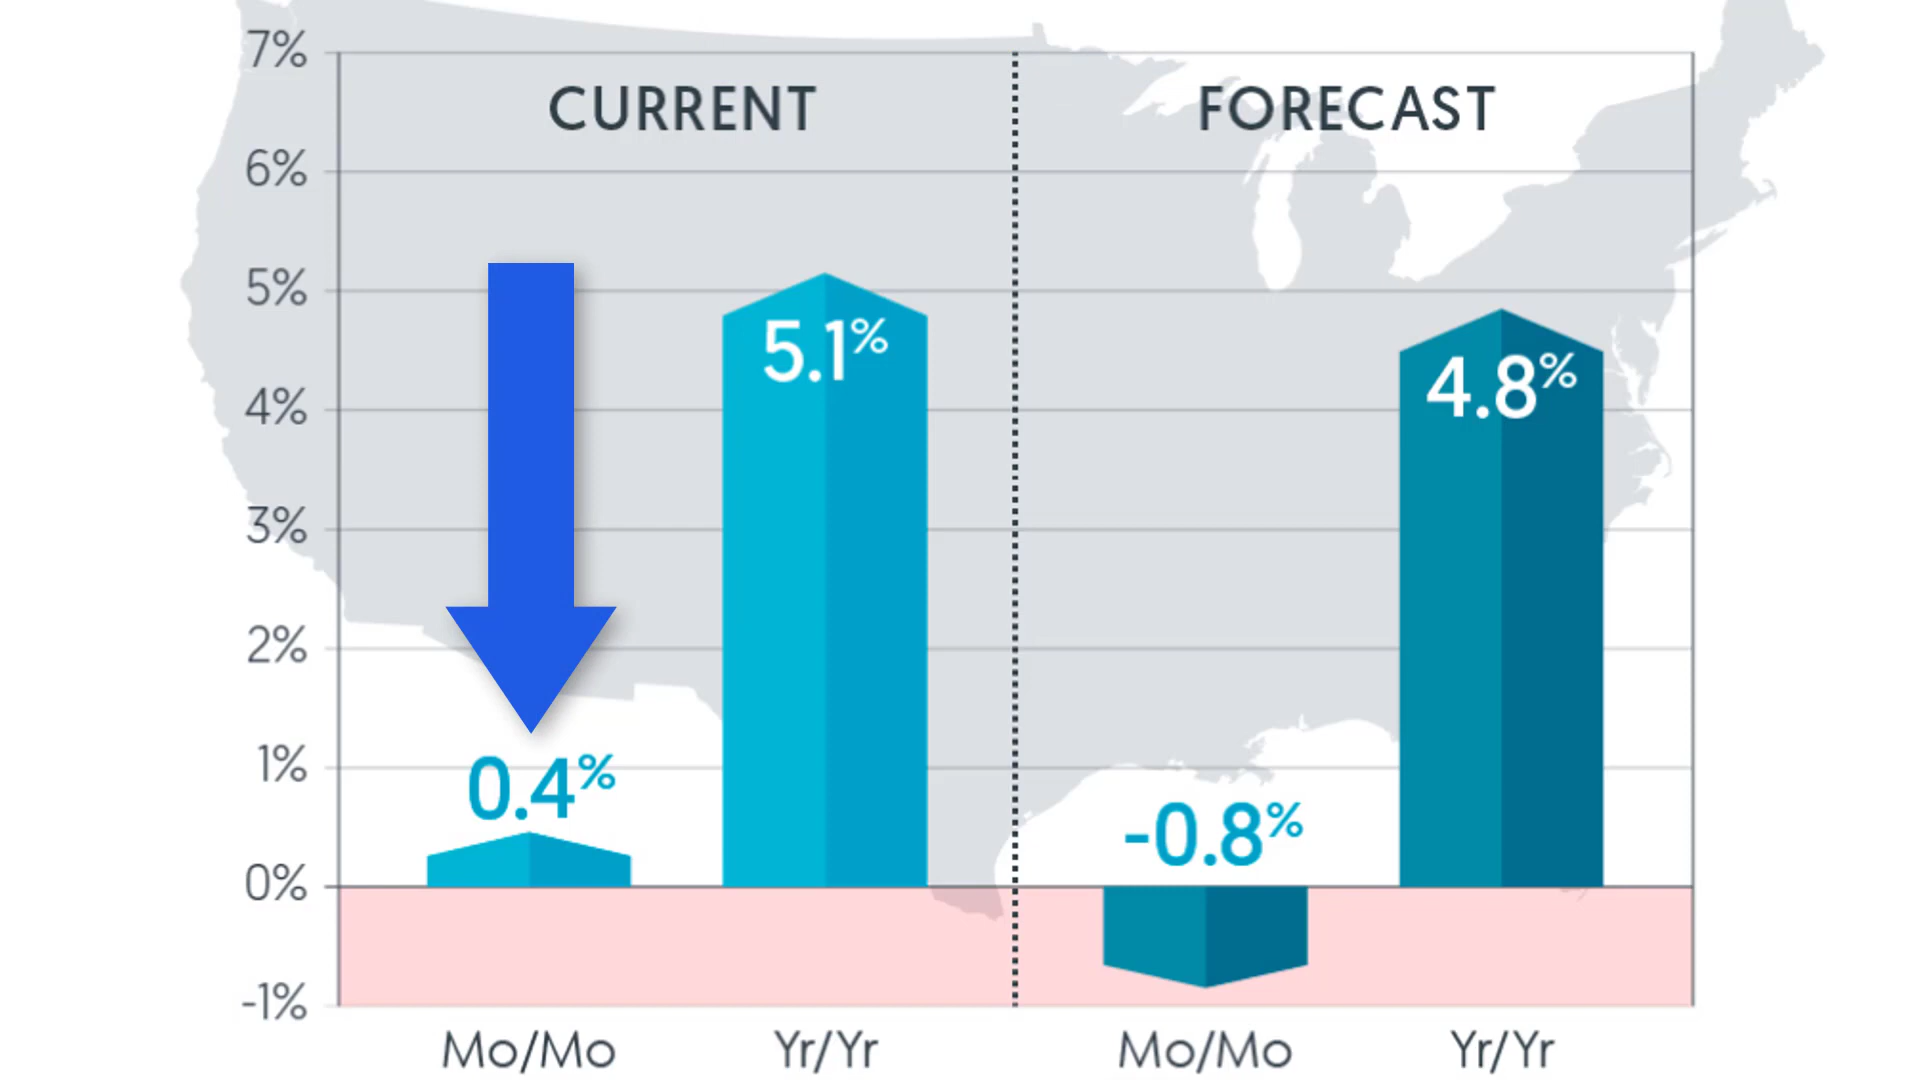 7%
CURRENT
FORECAST
6%
5%
5.1%
4.8%
4%
3%
2%
1%
0.4%
-0.8%
0%
-1%
Mo/Mo
Yr/Yr
Mo/Mo
Yr/Yr